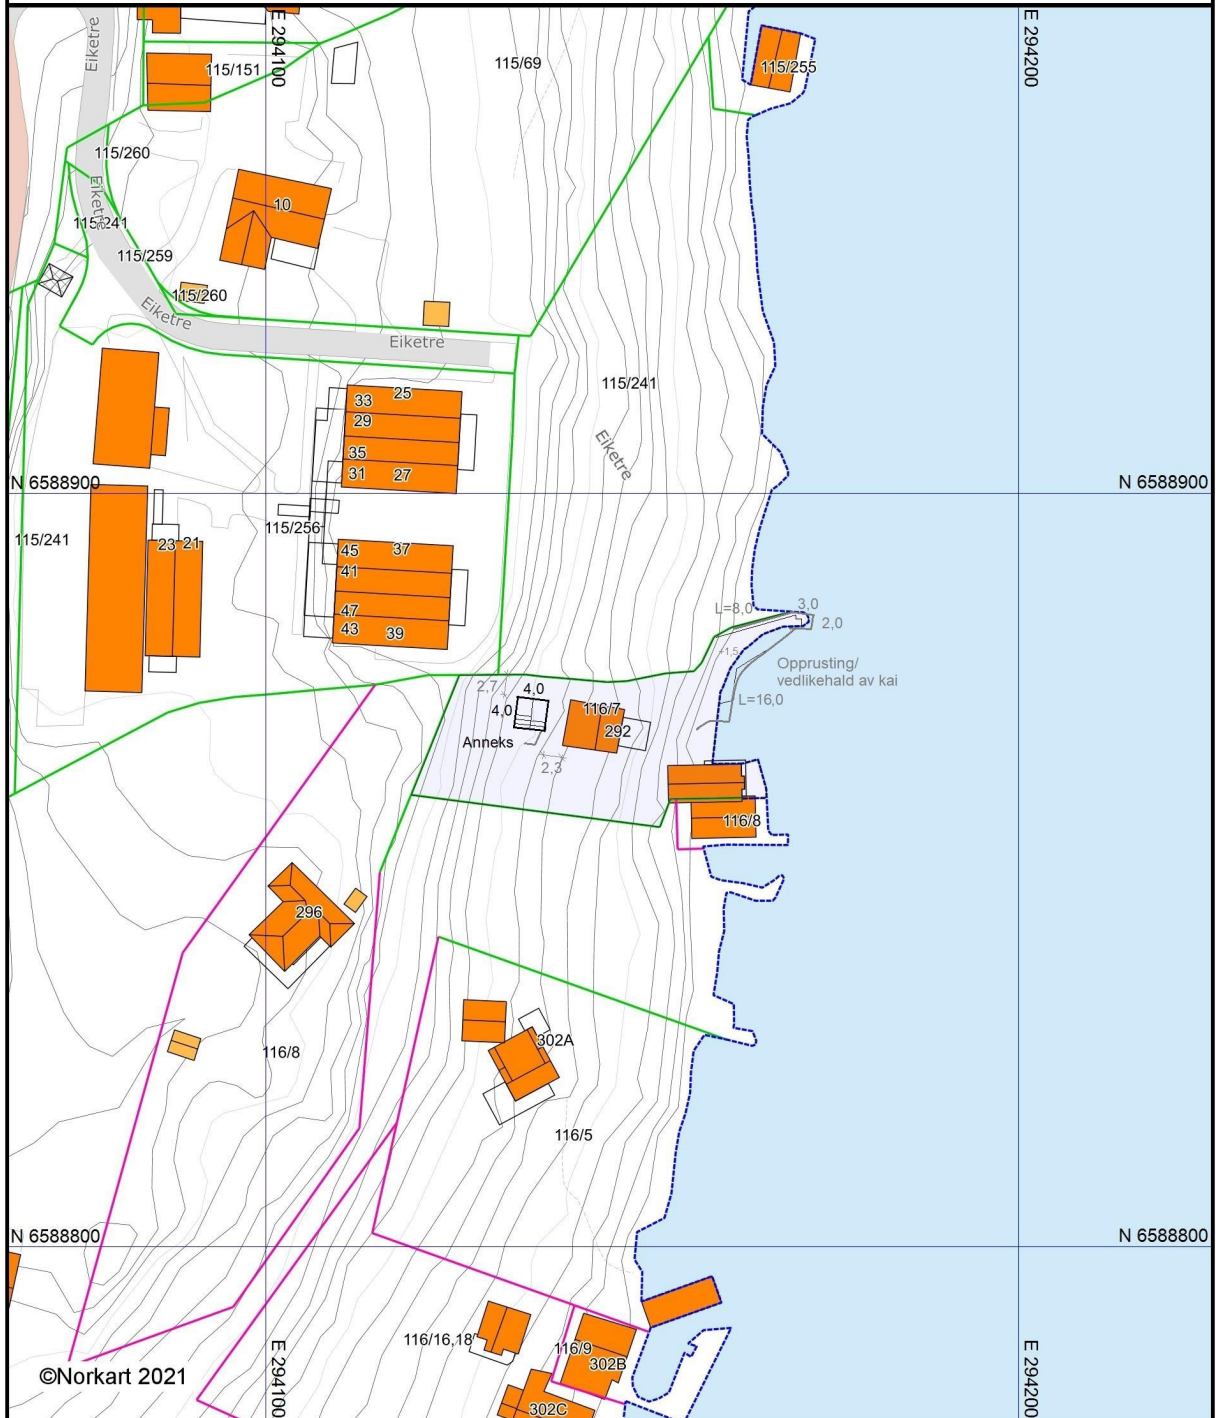 Eiketre
E 294100
E 294200
115/69
115/151
115/255
115/260
Eiketre
10
115/241
115/259
115/260
Eiketre
Eiketre
115/241
25
33
29
Eiketre
35
31
27
N 6588900
N 6588900
115/256
115/241
23
21
45
37
41
47
43
39
L=8,0
3,0
2,0
+1,5
Opprusting/
vedlikehald av kai
L=16,0
2,7
4,0
4,0
116/7
292
Anneks
2,3
116/8
296
302A
116/8
116/5
N 6588800
N 6588800
116/16,18
116/9
302B
©Norkart 2021
E 294100
E 294200
302C